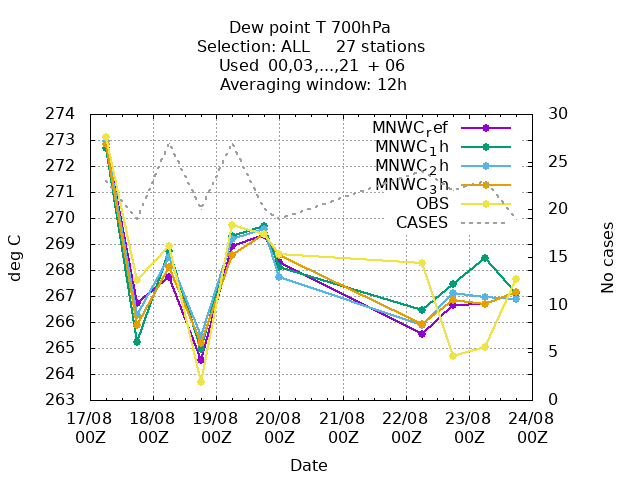 Dew point T 700hPa
Selection: ALL     27 stations
Used  00,03,...,21  + 06
Averaging window: 12h
274
273
272
271
270
269
268
267
266
265
264
263
30
25
20
15
10
5
0
deg C
No cases
MNWC_ref
MNWC_1h
MNWC_2h
MNWC_3h
OBS
CASES
17/08 18/08 19/08 20/08 21/08 22/08 23/08 24/08
00Z 00Z 00Z 00Z 00Z 00Z 00Z 00Z
Date